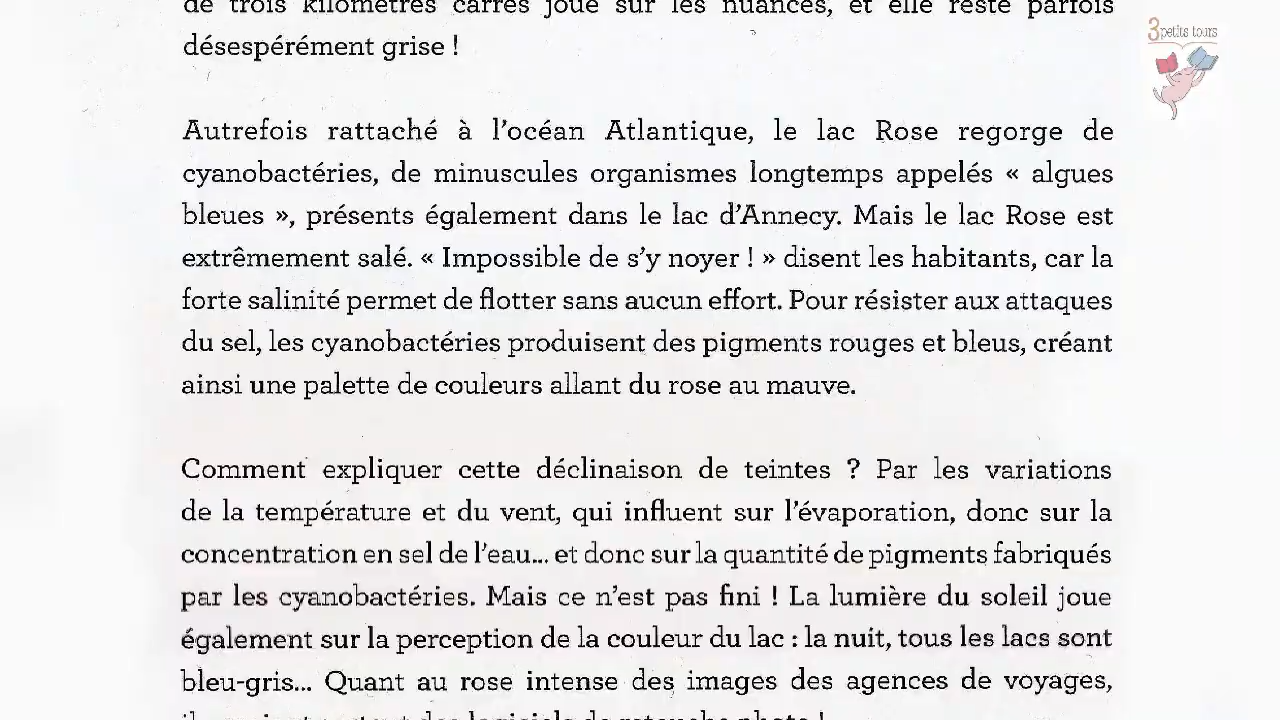 de trois kilomètres carrés joue sur les nuances, et elle reste parfois
désespérément grise !
3 petits tours
Autrefois rattaché à l'océan Atlantique, le lac Rose regorge de
cyanobactéries, de minuscules organismes longtemps appelés « algues
bleues », présents également dans le lac d'Annecy. Mais le lac Rose est
extrêmement salé. « Impossible de s'y noyer ! » disent les habitants, car la
forte salinité permet de flotter sans aucun effort. Pour résister aux attaques
du sel, les cyanobactéries produisent des pigments rouges et bleus, créant
ainsi une palette de couleurs allant du rose au mauve.
Comment expliquer cette déclinaison de teintes ? Par les variations
de la température et du vent, qui influent sur l'évaporation, donc sur la
concentration en sel de l'eau... et donc sur la quantité de pigments fabriqués
par les cyanobactéries. Mais ce n'est pas fini ! La lumière du soleil joue
également sur la perception de la couleur du lac : la nuit, tous les lacs sont
bleu-gris... Quant au rose intense des images des agences de voyages,
des logiciels de retouche photo !